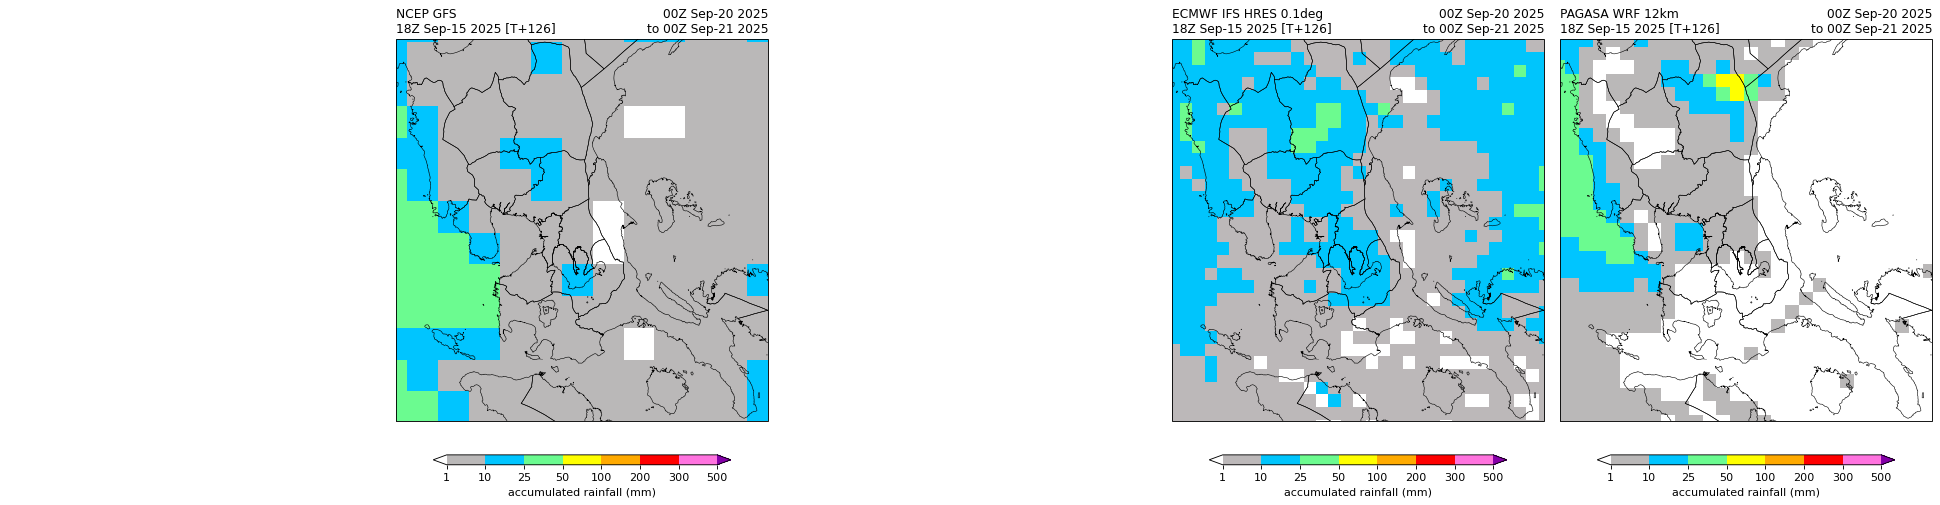 NCEP GFS 00Z Sep-20 2025
18Z Sep-15 2025 [T+126] to 00Z Sep-21 2025
1 10 25 50 100 200 300 500
accumulated rainfall (mm)
ECMWF IFS HRES 0.1deg 00Z Sep-20 2025
18Z Sep-15 2025 [T+126] to 00Z Sep-21 2025
1 10 25 50 100 200 300 500
accumulated rainfall (mm)
PAGASA WRF 12km 00Z Sep-20 2025
18Z Sep-15 2025 [T+126] to 00Z Sep-21 2025
1 10 25 50 100 200 300 500
accumulated rainfall (mm)